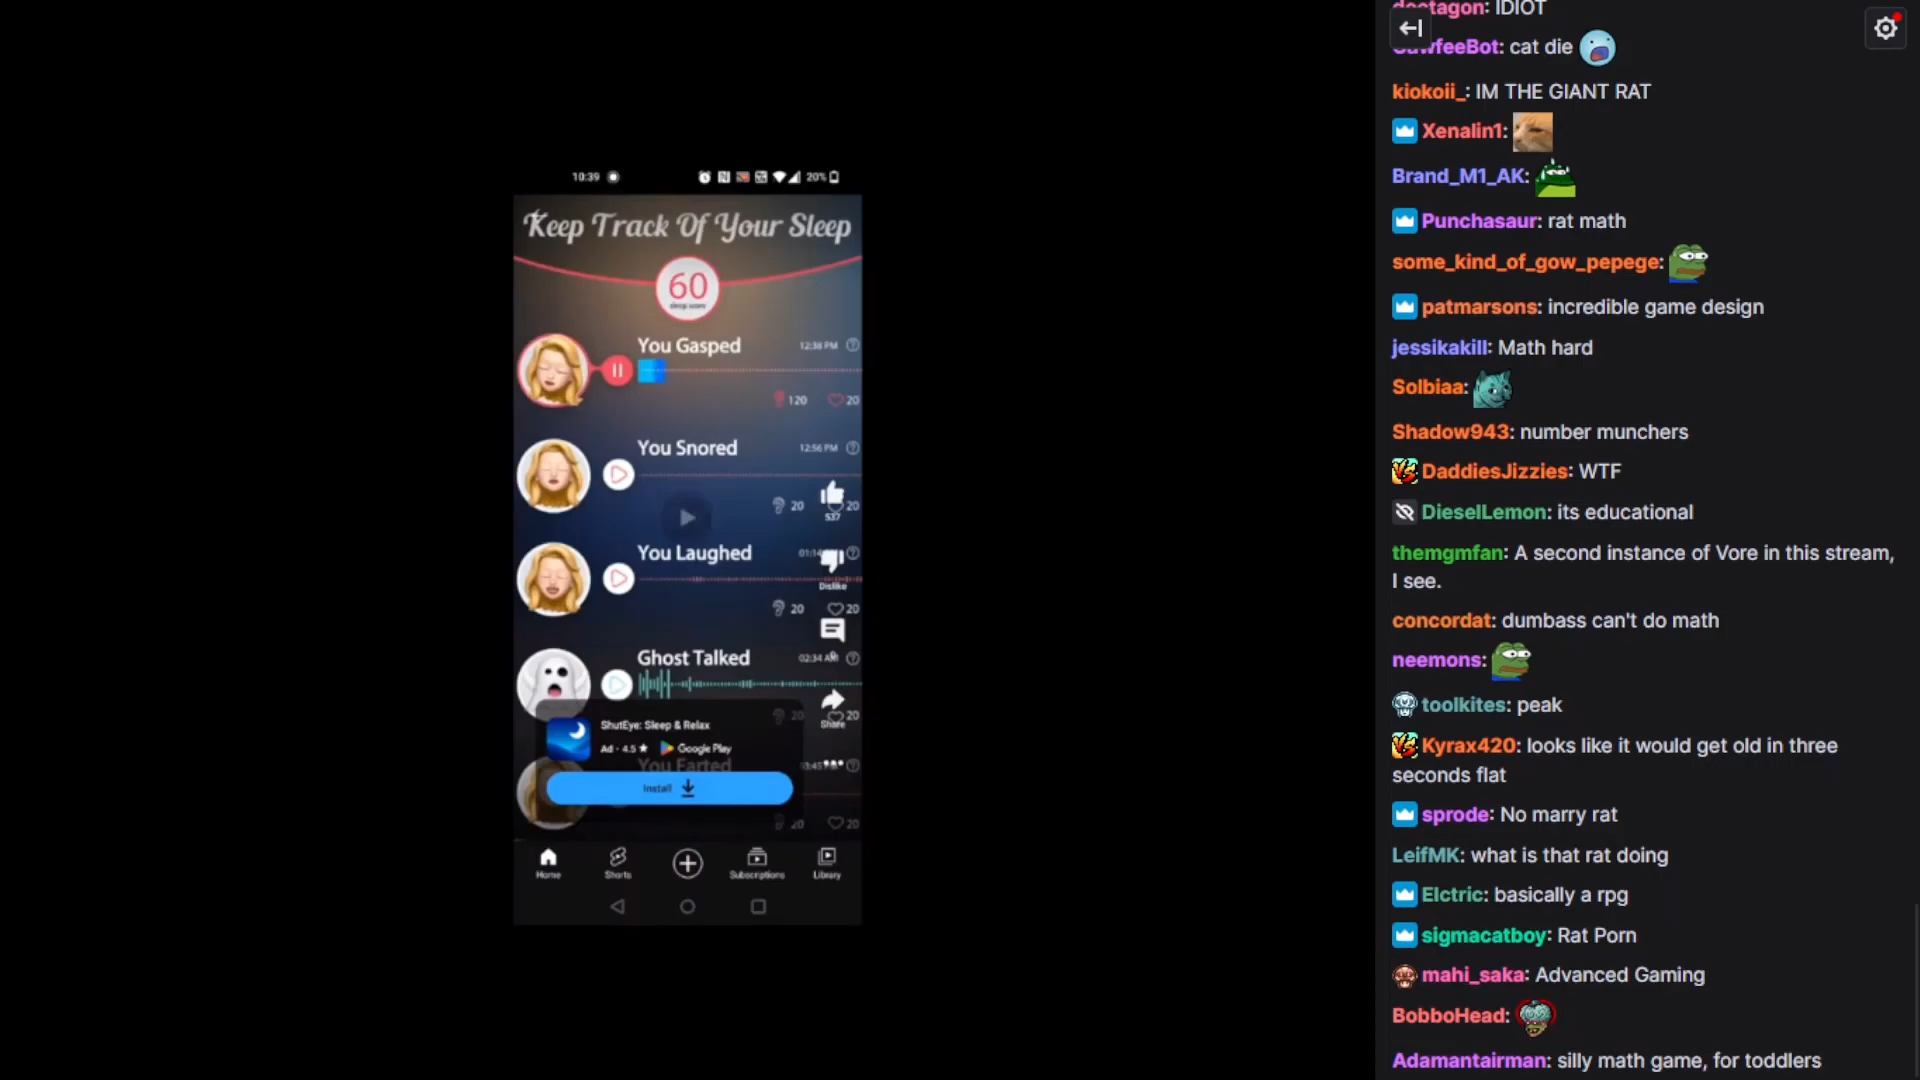 10:39
20%
Keep Track Of Your Sleep
60
sleep score
You Gasped
12:38 PM
120
20
You Snored
12:56 PM
20
20
537
You Laughed
Dislike
20
20
Ghost Talked
02:34 AM
20
20
Share
ShutEye: Sleep & Relax
Ad · 4.5 ★ Google Play
You Farted
Install
20
20
Home
Shorts
Subscriptions
Library
IDIOT
cat die
kiokoii_: IM THE GIANT RAT
Xenalin1:
Brand_M1_AK:
Punchasaur: rat math
some_kind_of_gow_pepege:
patmarsons: incredible game design
jessikakill: Math hard
Solbiaa:
Shadow943: number munchers
DaddiesJizzies: WTF
DieselLemon: its educational
themgmfan: A second instance of Vore in this stream,
I see.
concordat: dumbass can't do math
neemons:
toolkites: peak
Kyrax420: looks like it would get old in three
seconds flat
sprode: No marry rat
LeifMK: what is that rat doing
Elctric: basically a rpg
sigmacatboy: Rat Porn
mahi_saka: Advanced Gaming
BobboHead:
Adamantairman: silly math game, for toddlers